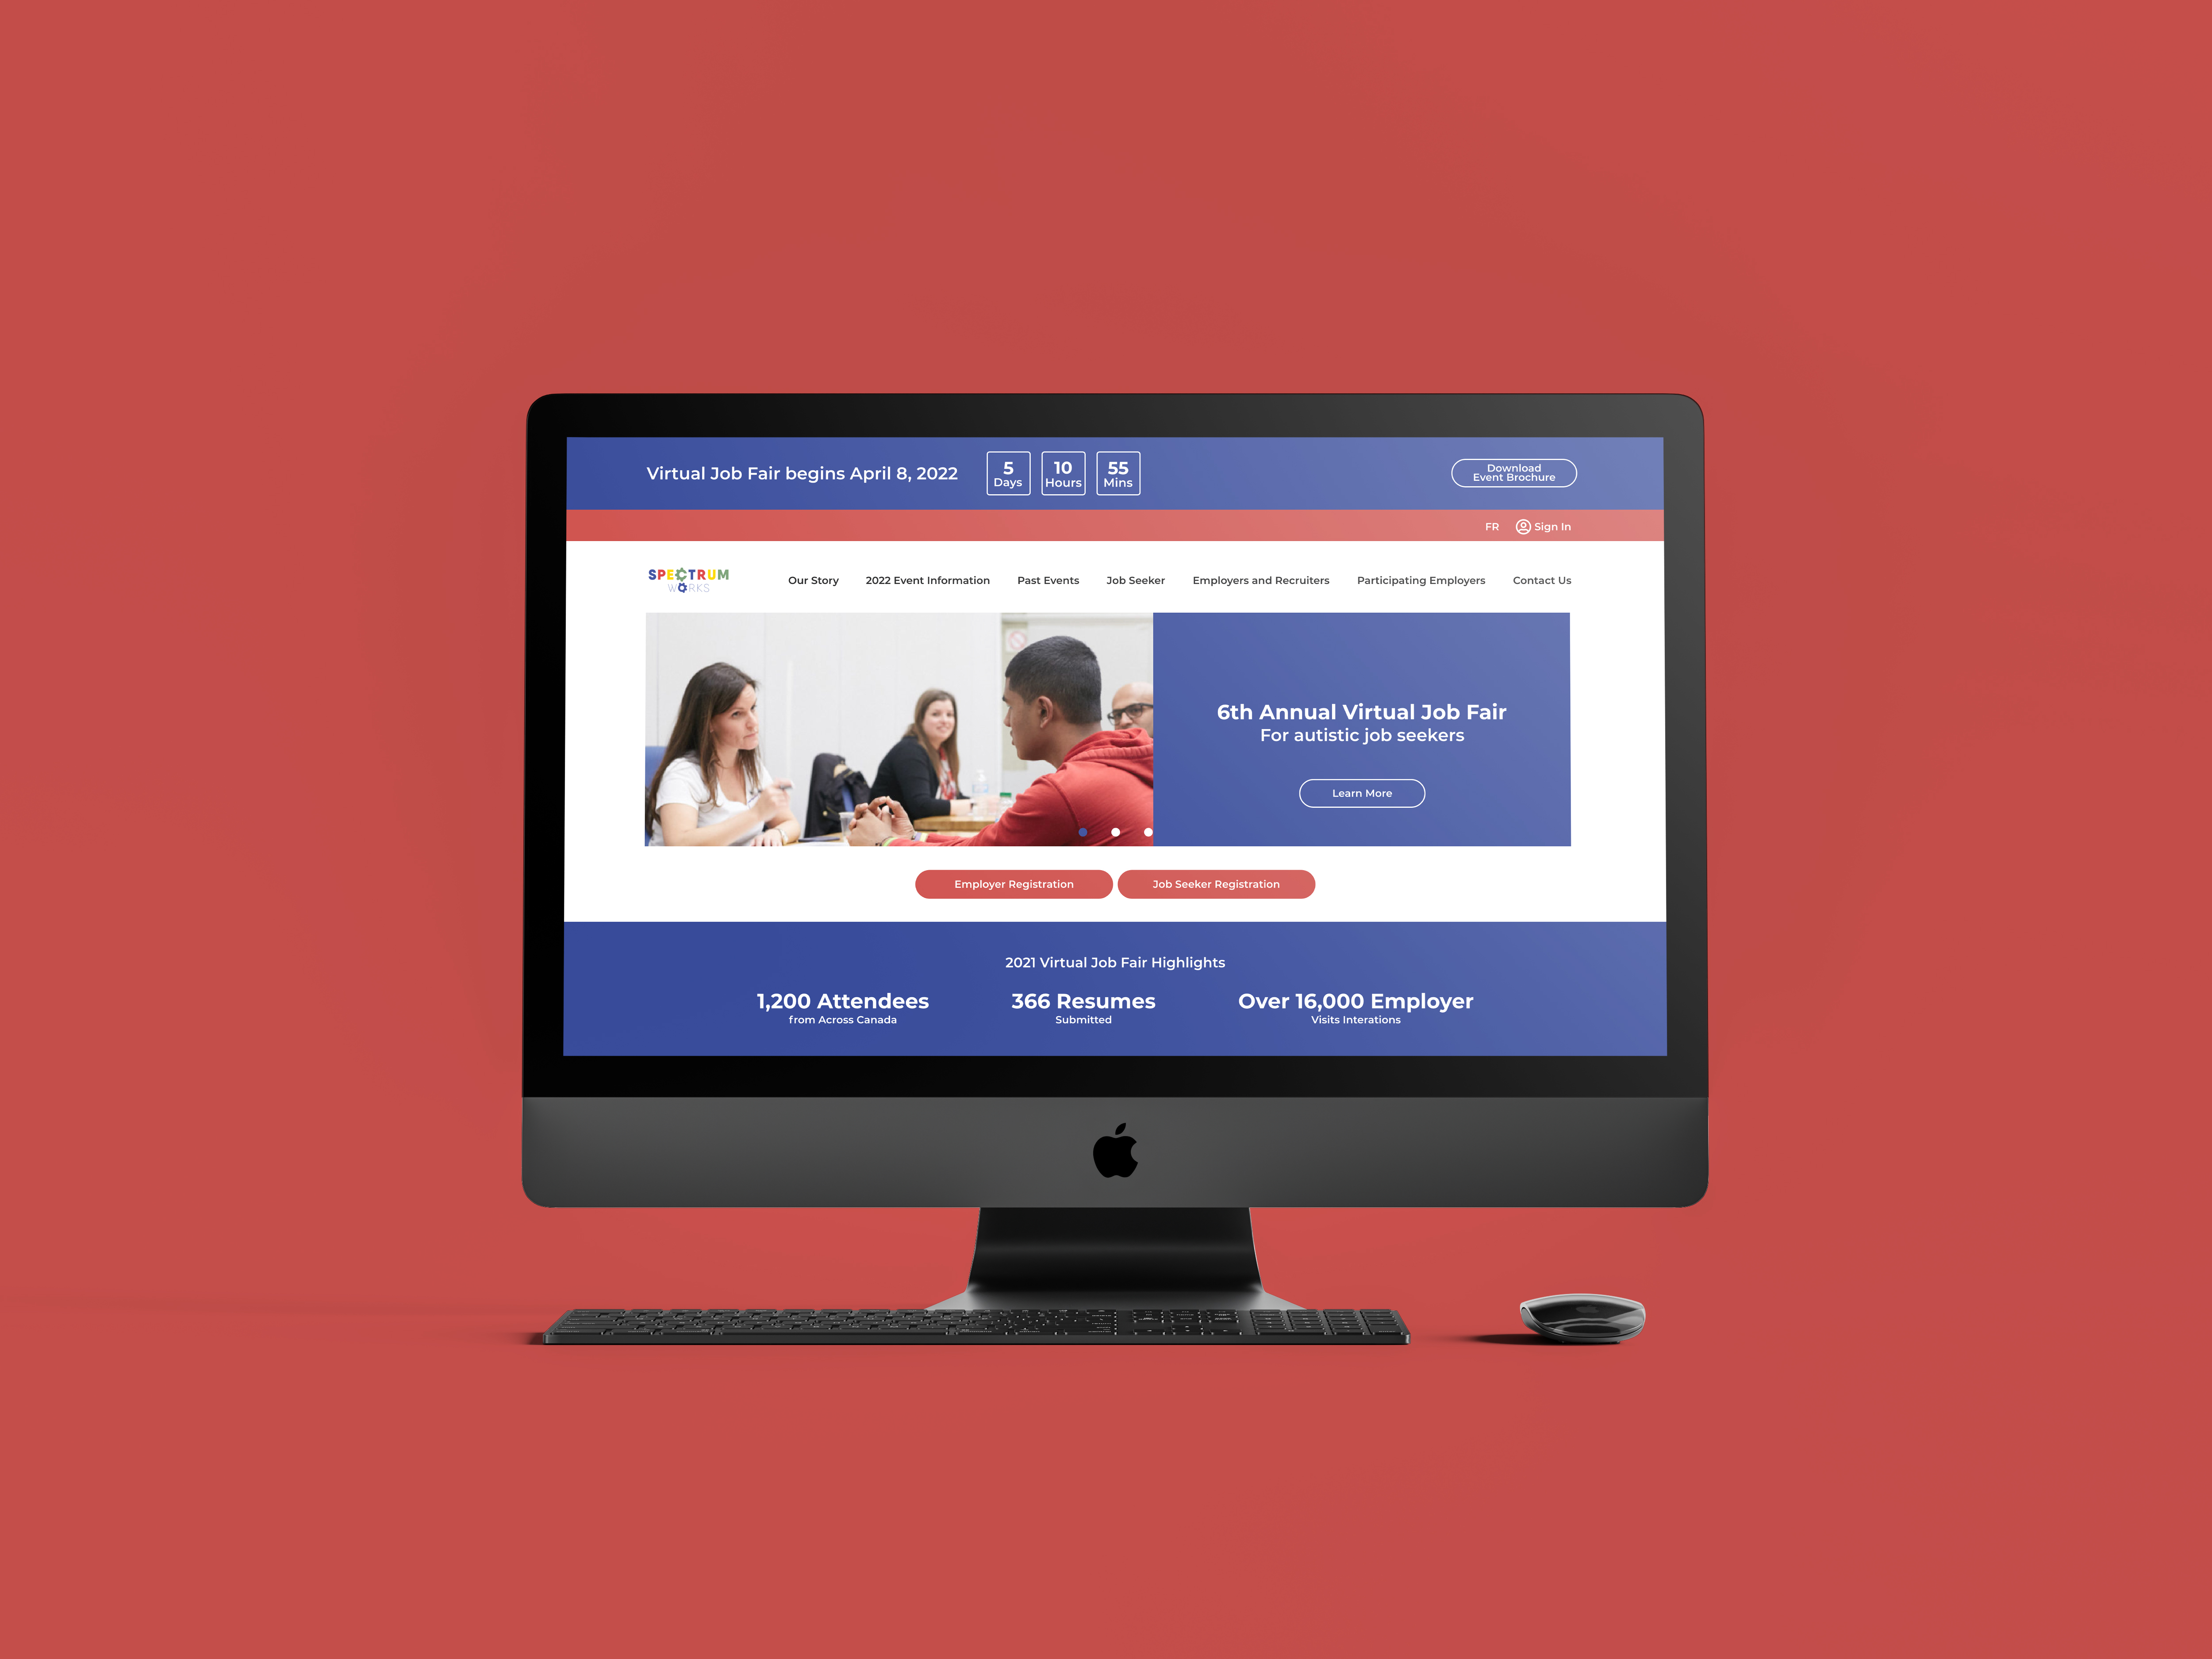 Virtual Job Fair begins April 8, 2022
5
Days
10
Hours
55
Mins
Download
Event Brochure
FR
Sign In
SPECTRUM
WORKS
Our Story
2022 Event Information
Past Events
Job Seeker
Employers and Recruiters
Participating Employers
Contact Us
6th Annual Virtual Job Fair
For autistic job seekers
Learn More
Employer Registration
Job Seeker Registration
2021 Virtual Job Fair Highlights
1,200 Attendees
from Across Canada
366 Resumes
Submitted
Over 16,000 Employer
Visits Interations